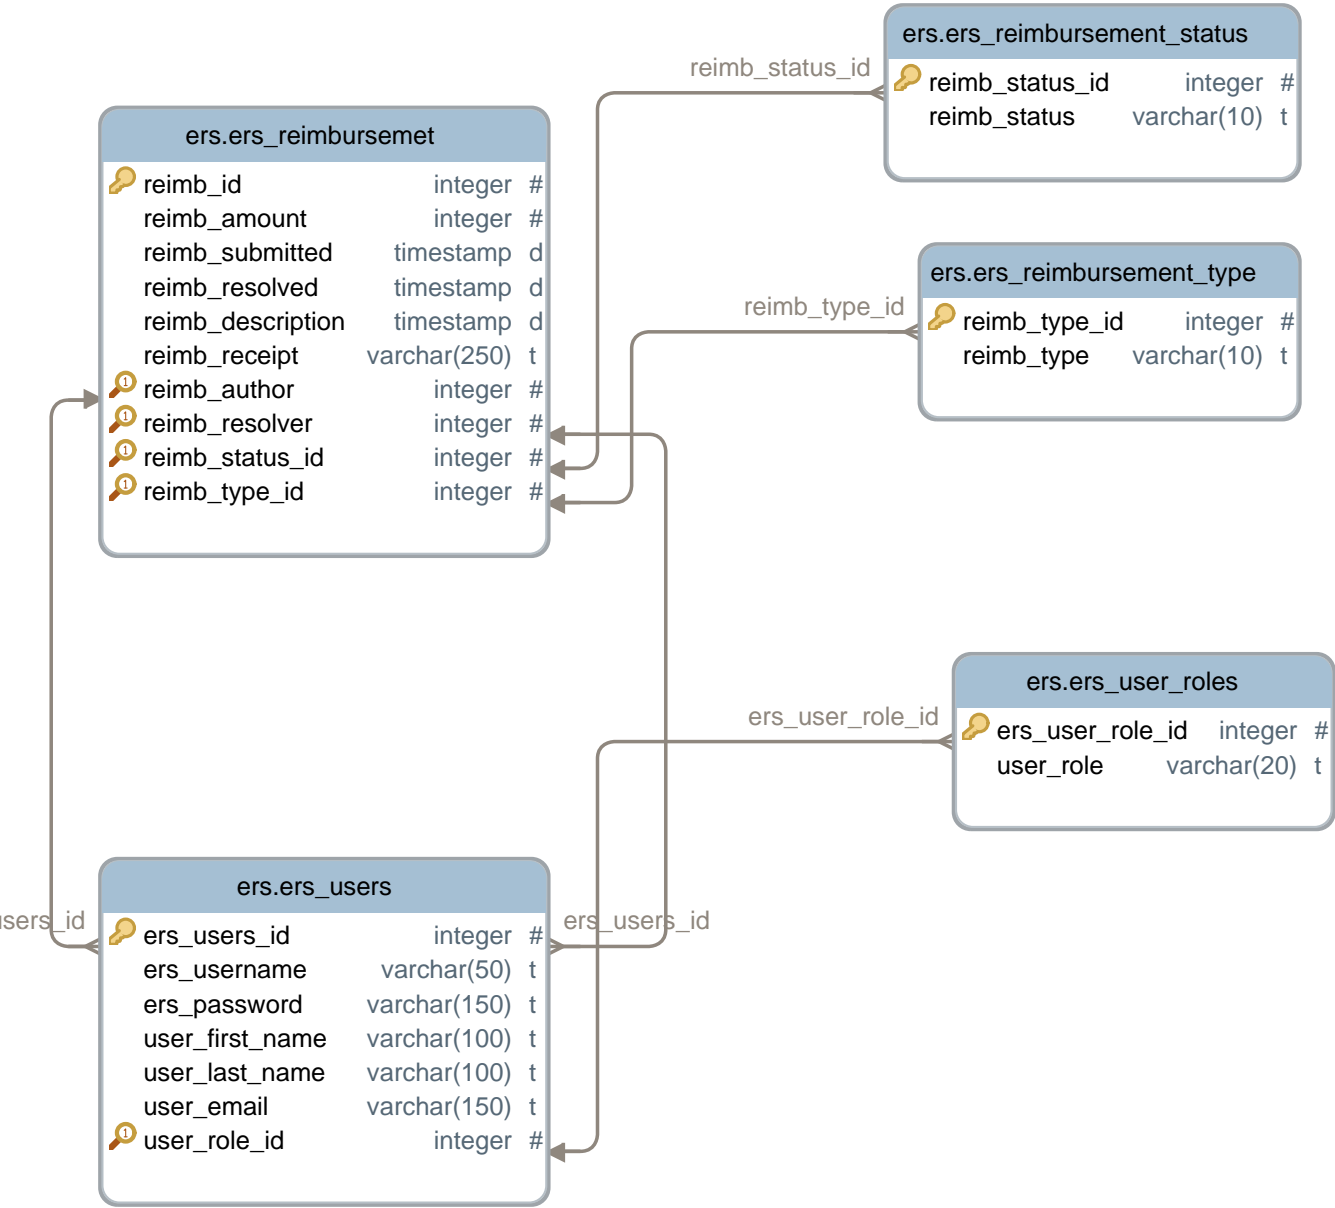 ers.ers_reimbursement_status
reimb_status_id integer #
reimb_status varchar(10) t
reimb_status_id
ers.ers_reimbursemet
reimb_id integer #
reimb_amount integer #
reimb_submitted timestamp d
reimb_resolved timestamp d
reimb_description timestamp d
reimb_receipt varchar(250) t
reimb_author integer #
reimb_resolver integer #
reimb_status_id integer #
reimb_type_id integer #
ers.ers_reimbursement_type
reimb_type_id integer #
reimb_type varchar(10) t
reimb_type_id
ers.ers_user_roles
ers_user_role_id integer #
user_role varchar(20) t
ers_user_role_id
ers.ers_users
ers_users_id integer #
ers_username varchar(50) t
ers_password varchar(150) t
user_first_name varchar(100) t
user_last_name varchar(100) t
user_email varchar(150) t
user_role_id integer #
users_id
ers_users_id